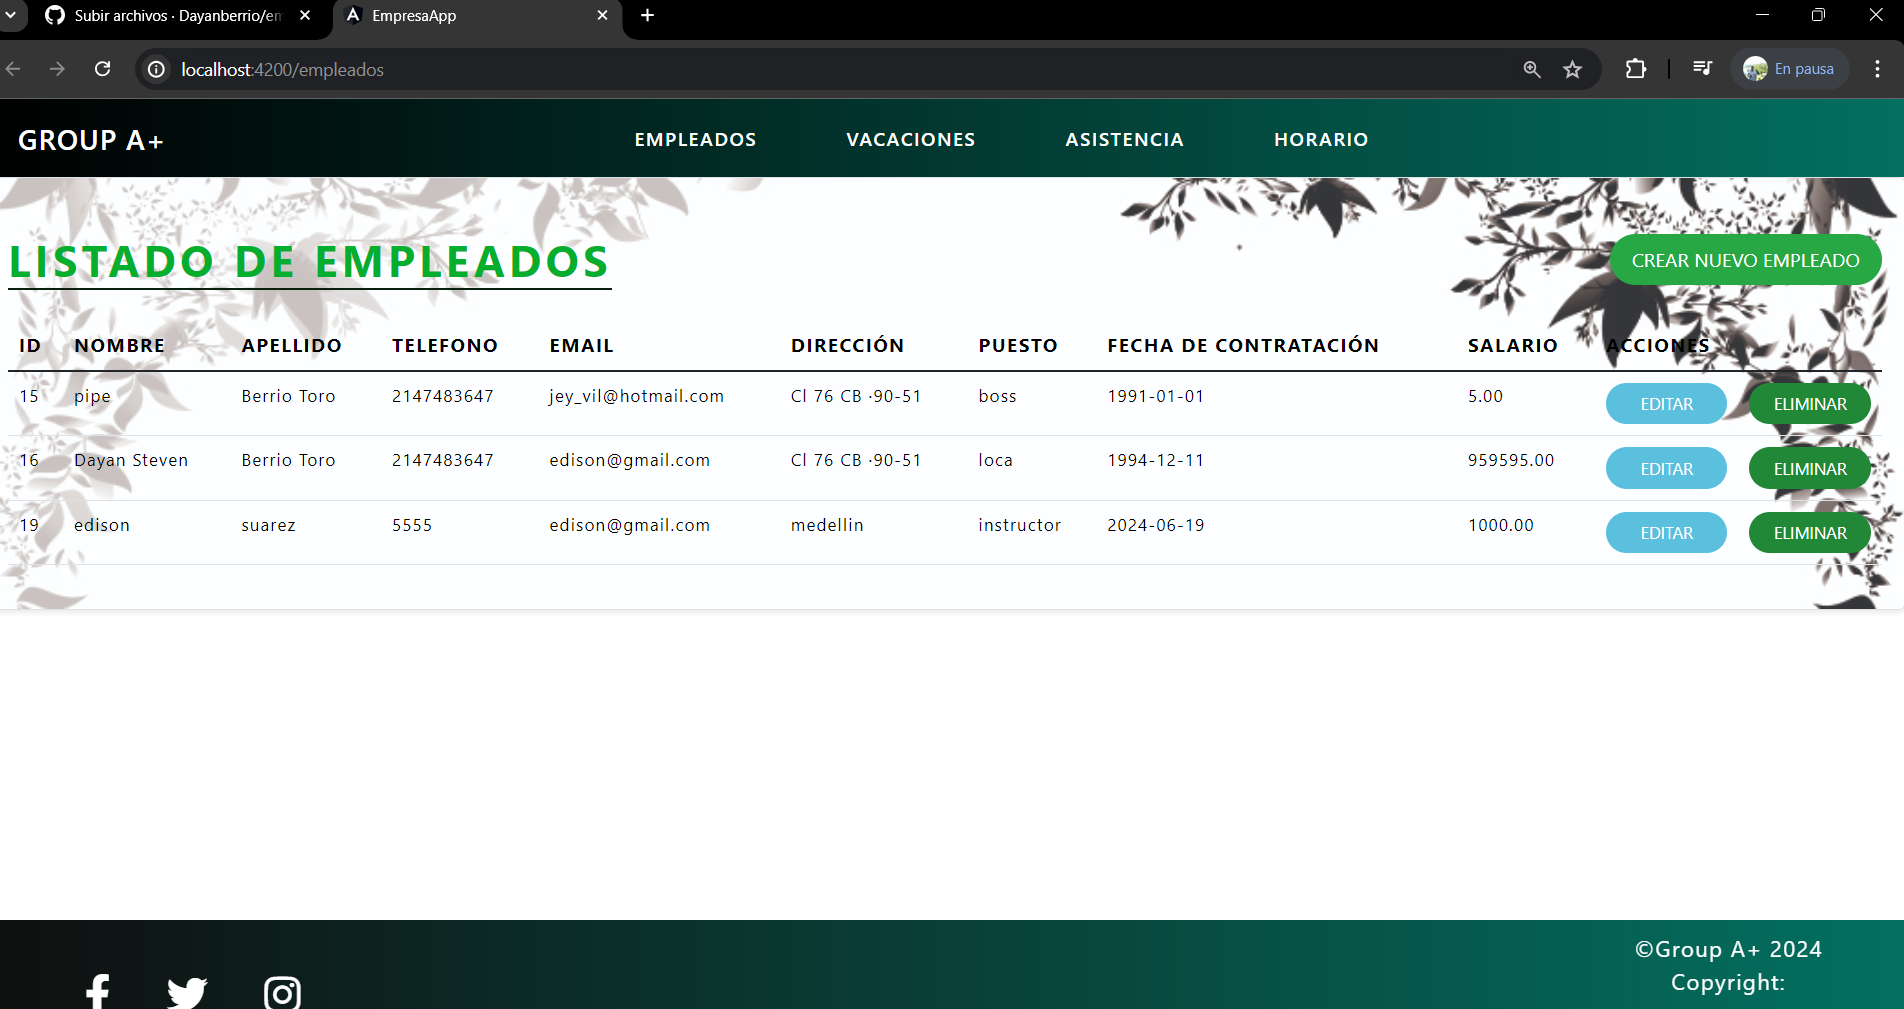 Subir archivos · Dayanberrio/em
EmpresaApp
localhost:4200/empleados
En pausa
GROUP A+
EMPLEADOS
VACACIONES
ASISTENCIA
HORARIO
LISTADO DE EMPLEADOS
CREAR NUEVO EMPLEADO
ID NOMBRE APELLIDO TELEFONO EMAIL DIRECCIÓN PUESTO FECHA DE CONTRATACIÓN SALARIO ACCIONES
15 pipe Berrio Toro 2147483647 jey_vil@hotmail.com Cl 76 CB ·90-51 boss 1991-01-01 5.00 EDITAR ELIMINAR
16 Dayan Steven Berrio Toro 2147483647 edison@gmail.com Cl 76 CB ·90-51 loca 1994-12-11 959595.00 EDITAR ELIMINAR
19 edison suarez 5555 edison@gmail.com medellin instructor 2024-06-19 1000.00 EDITAR ELIMINAR
©Group A+ 2024
Copyright: